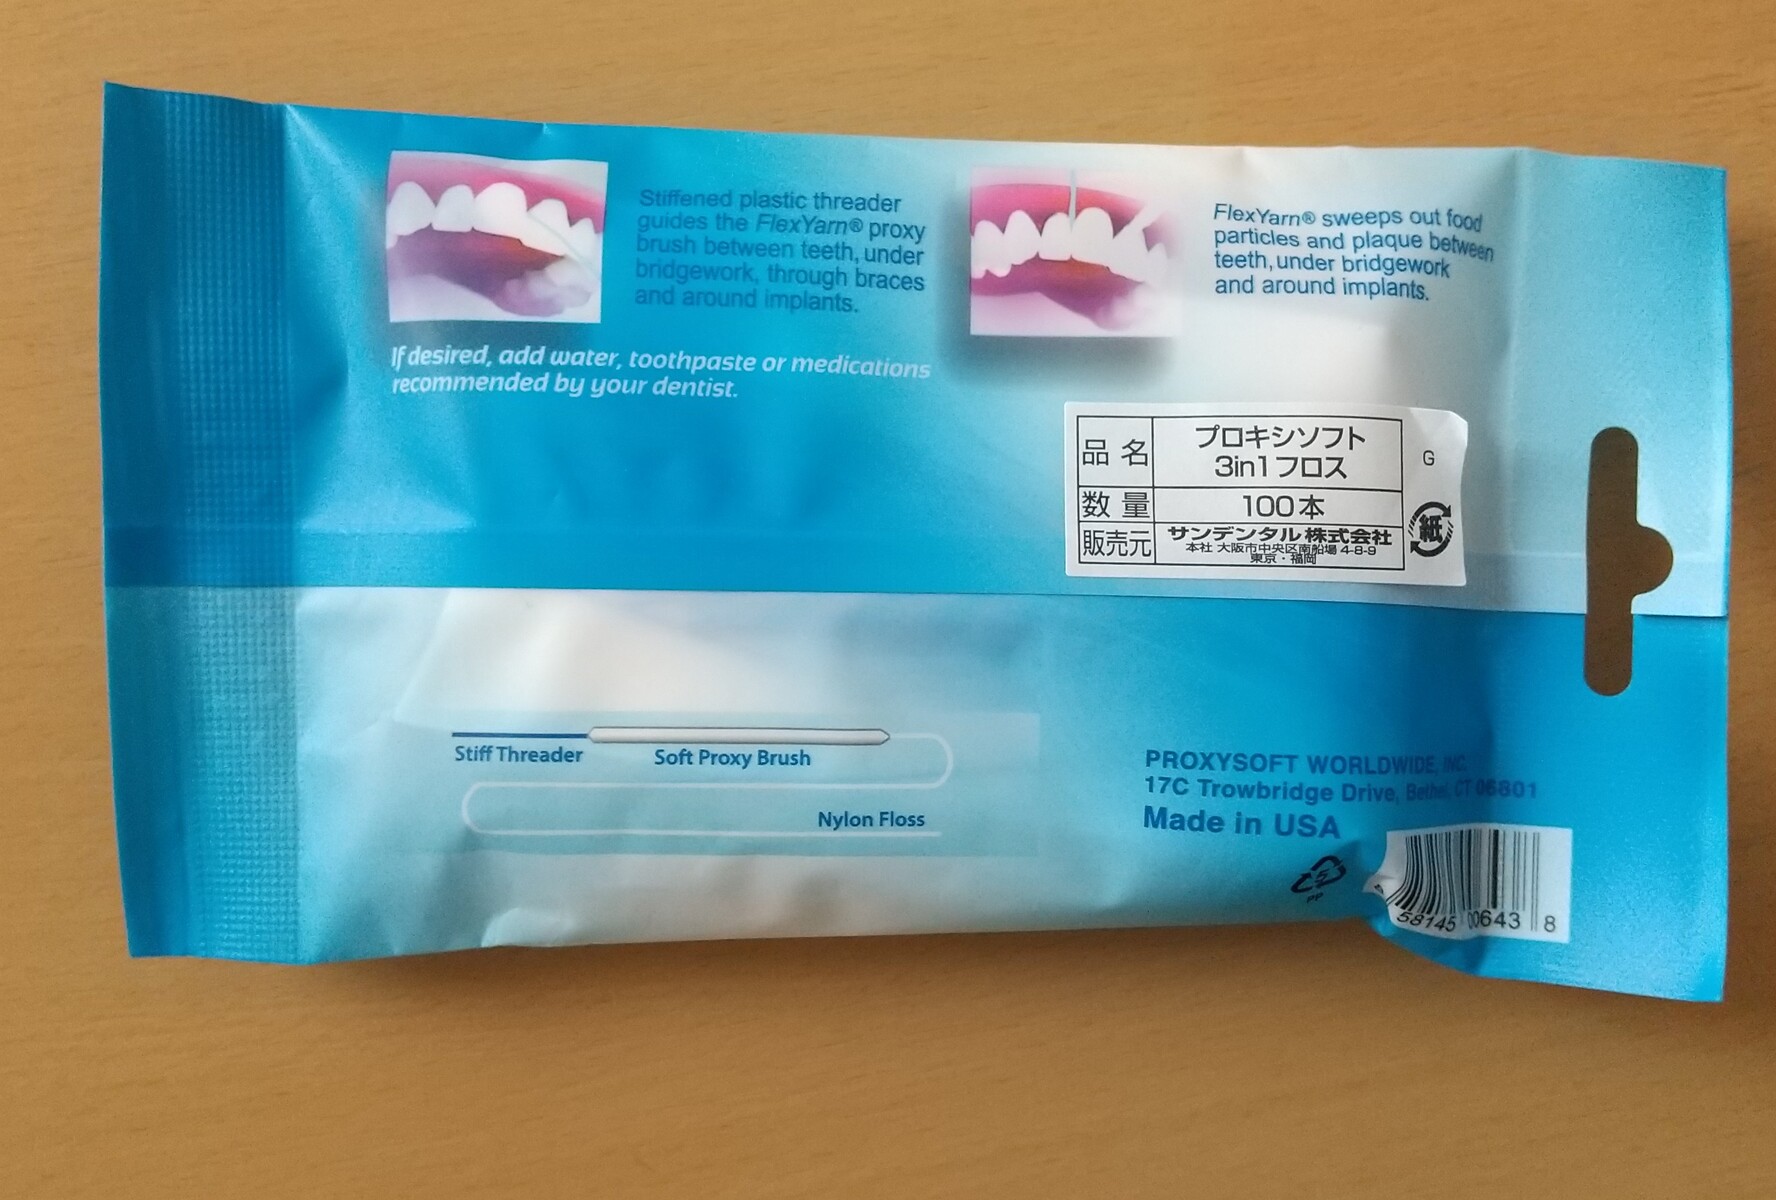 Stiffened plastic threader
guides the FlexYarn® proxy
brush between teeth, under
bridgework, through braces
and around implants.
If desired, add water, toothpaste or medications
recommended by your dentist.
FlexYarn® sweeps out food
particles and plaque between
teeth, under bridgework
and around implants.
品名 プロキシソフト
3in1フロス
数量 100本
販売元 サンデンタル株式会社
本社 大阪市中央区南船場 4-8-9
東京・福岡
G
紙
Stiff Threader
Soft Proxy Brush
Nylon Floss
PROXYSOFT WORLDWIDE, INC.
17C Trowbridge Drive, Bethel, CT 06801
Made in USA
5
PP
58145 00643 8